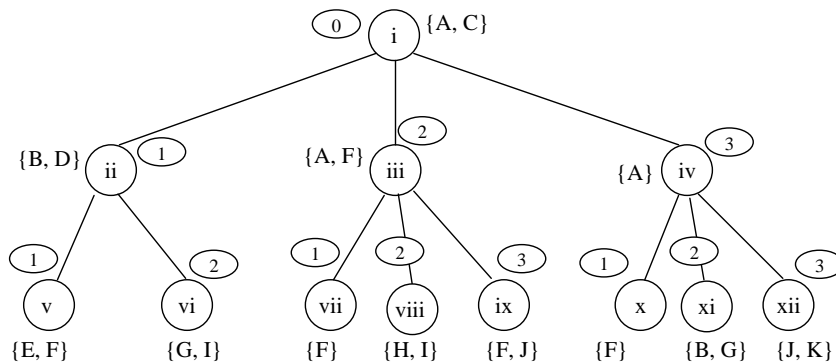 0 i {A, C}
{B, D} ii 1 {A, F} iii 2 {A} iv 3
1 v 2 vi 1 vii 2 viii 3 ix 1 x 2 xi 3 xii
{E, F} {G, I} {F} {H, I} {F, J} {F} {B, G} {J, K}